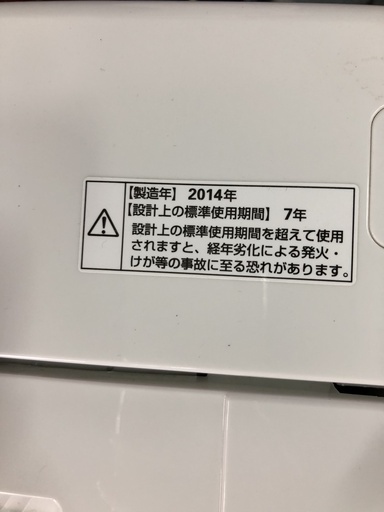 【製造年】 2014年
【設計上の標準使用期間】 7年
設計上の標準使用期間を超えて使用
されますと、経年劣化による発火・
けが等の事故に至る恐れがあります。